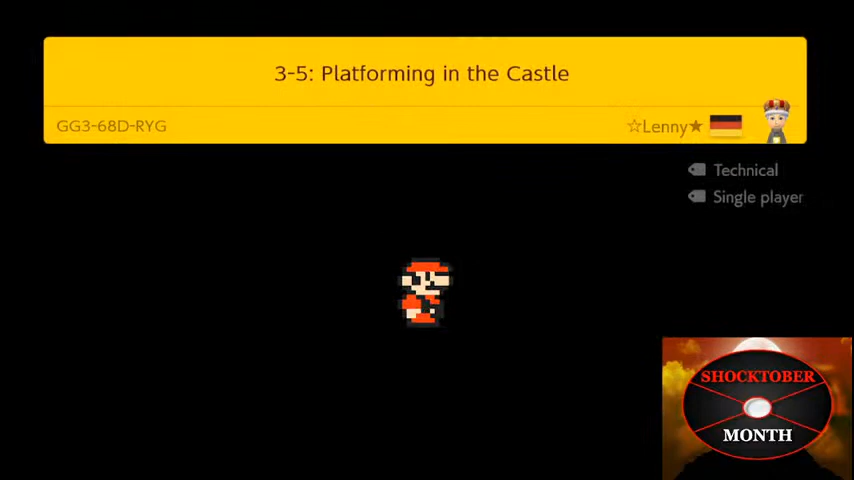 3-5: Platforming in the Castle
GG3-68D-RYG
☆Lenny★
Technical
Single player
SHOCKTOBER
MONTH